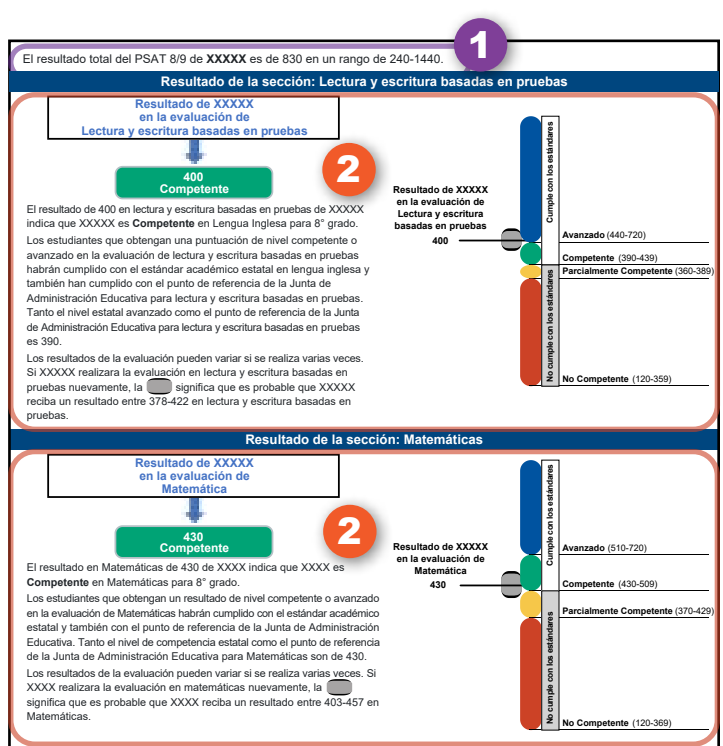 1
El resultado total del PSAT 8/9 de XXXXX es de 830 en un rango de 240-1440.
Resultado de la sección: Lectura y escritura basadas en pruebas
Resultado de XXXXX
en la evaluación de
Lectura y escritura basadas en pruebas
400
Competente
2
El resultado de 400 en lectura y escritura basadas en pruebas de XXXXX
indica que XXXXX es Competente en Lengua Inglesa para 8° grado.
Los estudiantes que obtengan una puntuación de nivel competente o
avanzado en la evaluación de lectura y escritura basadas en pruebas
habrán cumplido con el estándar académico estatal en lengua inglesa y
también han cumplido con el punto de referencia de la Junta de
Administración Educativa para lectura y escritura basadas en pruebas.
Tanto el nivel estatal avanzado como el punto de referencia de la Junta
de Administración Educativa para lectura y escritura basadas en pruebas
es 390.
Los resultados de la evaluación pueden variar si se realiza varias veces.
Si XXXXX realizara la evaluación en lectura y escritura basadas en
pruebas nuevamente, la significa que es probable que XXXXX
reciba un resultado entre 378-422 en lectura y escritura basadas en
pruebas.
Resultado de XXXXX
en la evaluación de
Lectura y escritura
basadas en pruebas
400
Cumple con los estándares
No cumple con los estándares
Avanzado (440-720)
Competente (390-439)
Parcialmente Competente (360-389)
No Competente (120-359)
Resultado de la sección: Matemáticas
Resultado de XXXXX
en la evaluación de
Matemática
430
Competente
2
El resultado en Matemáticas de 430 de XXXX indica que XXXX es
Competente en Matemáticas para 8° grado.
Los estudiantes que obtengan un resultado de nivel competente o avanzado
en la evaluación de Matemáticas habrán cumplido con el estándar académico
estatal y también con el punto de referencia de la Junta de Administración
Educativa. Tanto el nivel de competencia estatal como el punto de referencia
de la Junta de Administración Educativa para Matemáticas son de 430.
Los resultados de la evaluación pueden variar si se realiza varias veces. Si
XXXX realizara la evaluación en matemáticas nuevamente, la
significa que es probable que XXXX reciba un resultado entre 403-457 en
Matemáticas.
Resultado de XXXXX
en la evaluación de
Matemática
430
Cumple con los estándares
No cumple con los estándares
Avanzado (510-720)
Competente (430-509)
Parcialmente Competente (370-429)
No Competente (120-369)